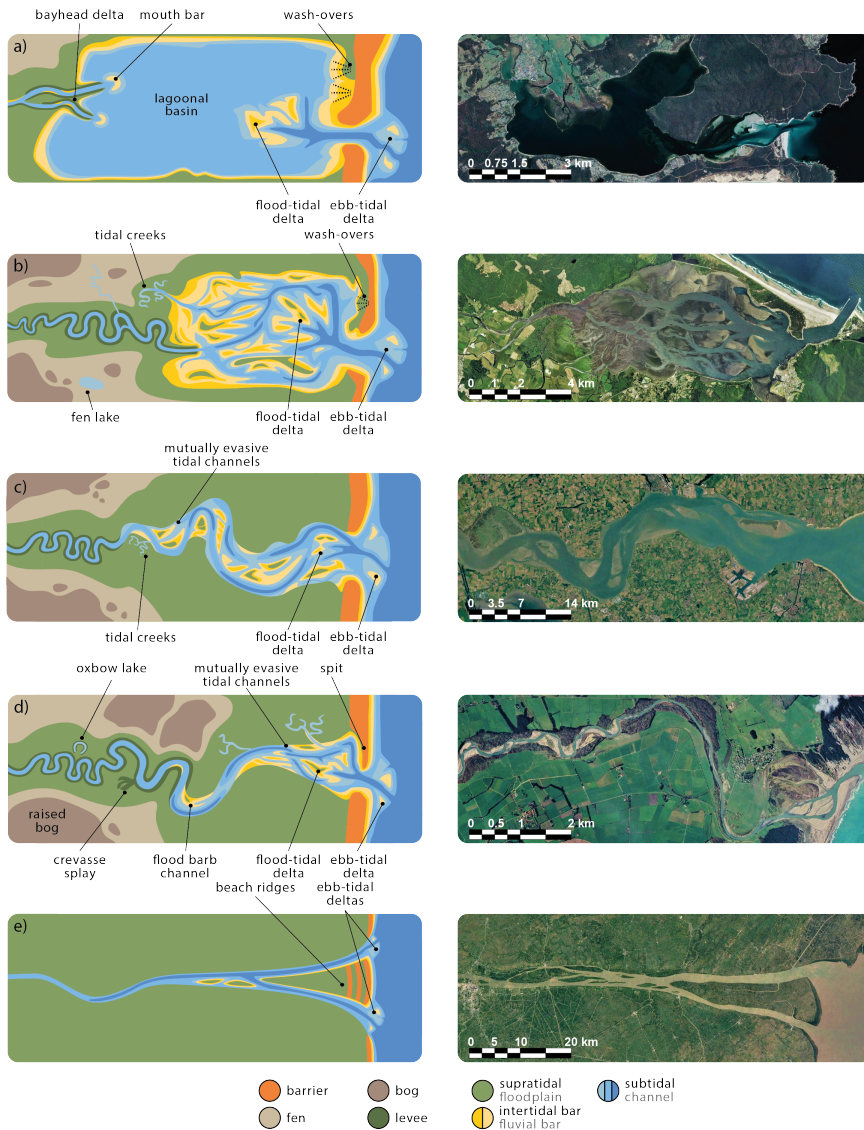 bayhead delta
mouth bar
wash-overs
a)
lagoonal
basin
0 0.75 1.5 3 km
flood-tidal
delta
ebb-tidal
delta
tidal creeks
wash-overs
b)
0 1 2 4 km
fen lake
flood-tidal
delta
ebb-tidal
delta
mutually evasive
tidal channels
c)
0 3.5 7 14 km
tidal creeks
flood-tidal
delta
ebb-tidal
delta
oxbow lake
mutually evasive
tidal channels
spit
d)
raised
bog
0 0.5 1 2 km
crevasse
splay
flood barb
channel
flood-tidal
delta
ebb-tidal
delta
beach ridges
ebb-tidal
deltas
e)
0 5 10 20 km
barrier
bog
supratidal
floodplain
subtidal
channel
fen
levee
intertidal bar
fluvial bar